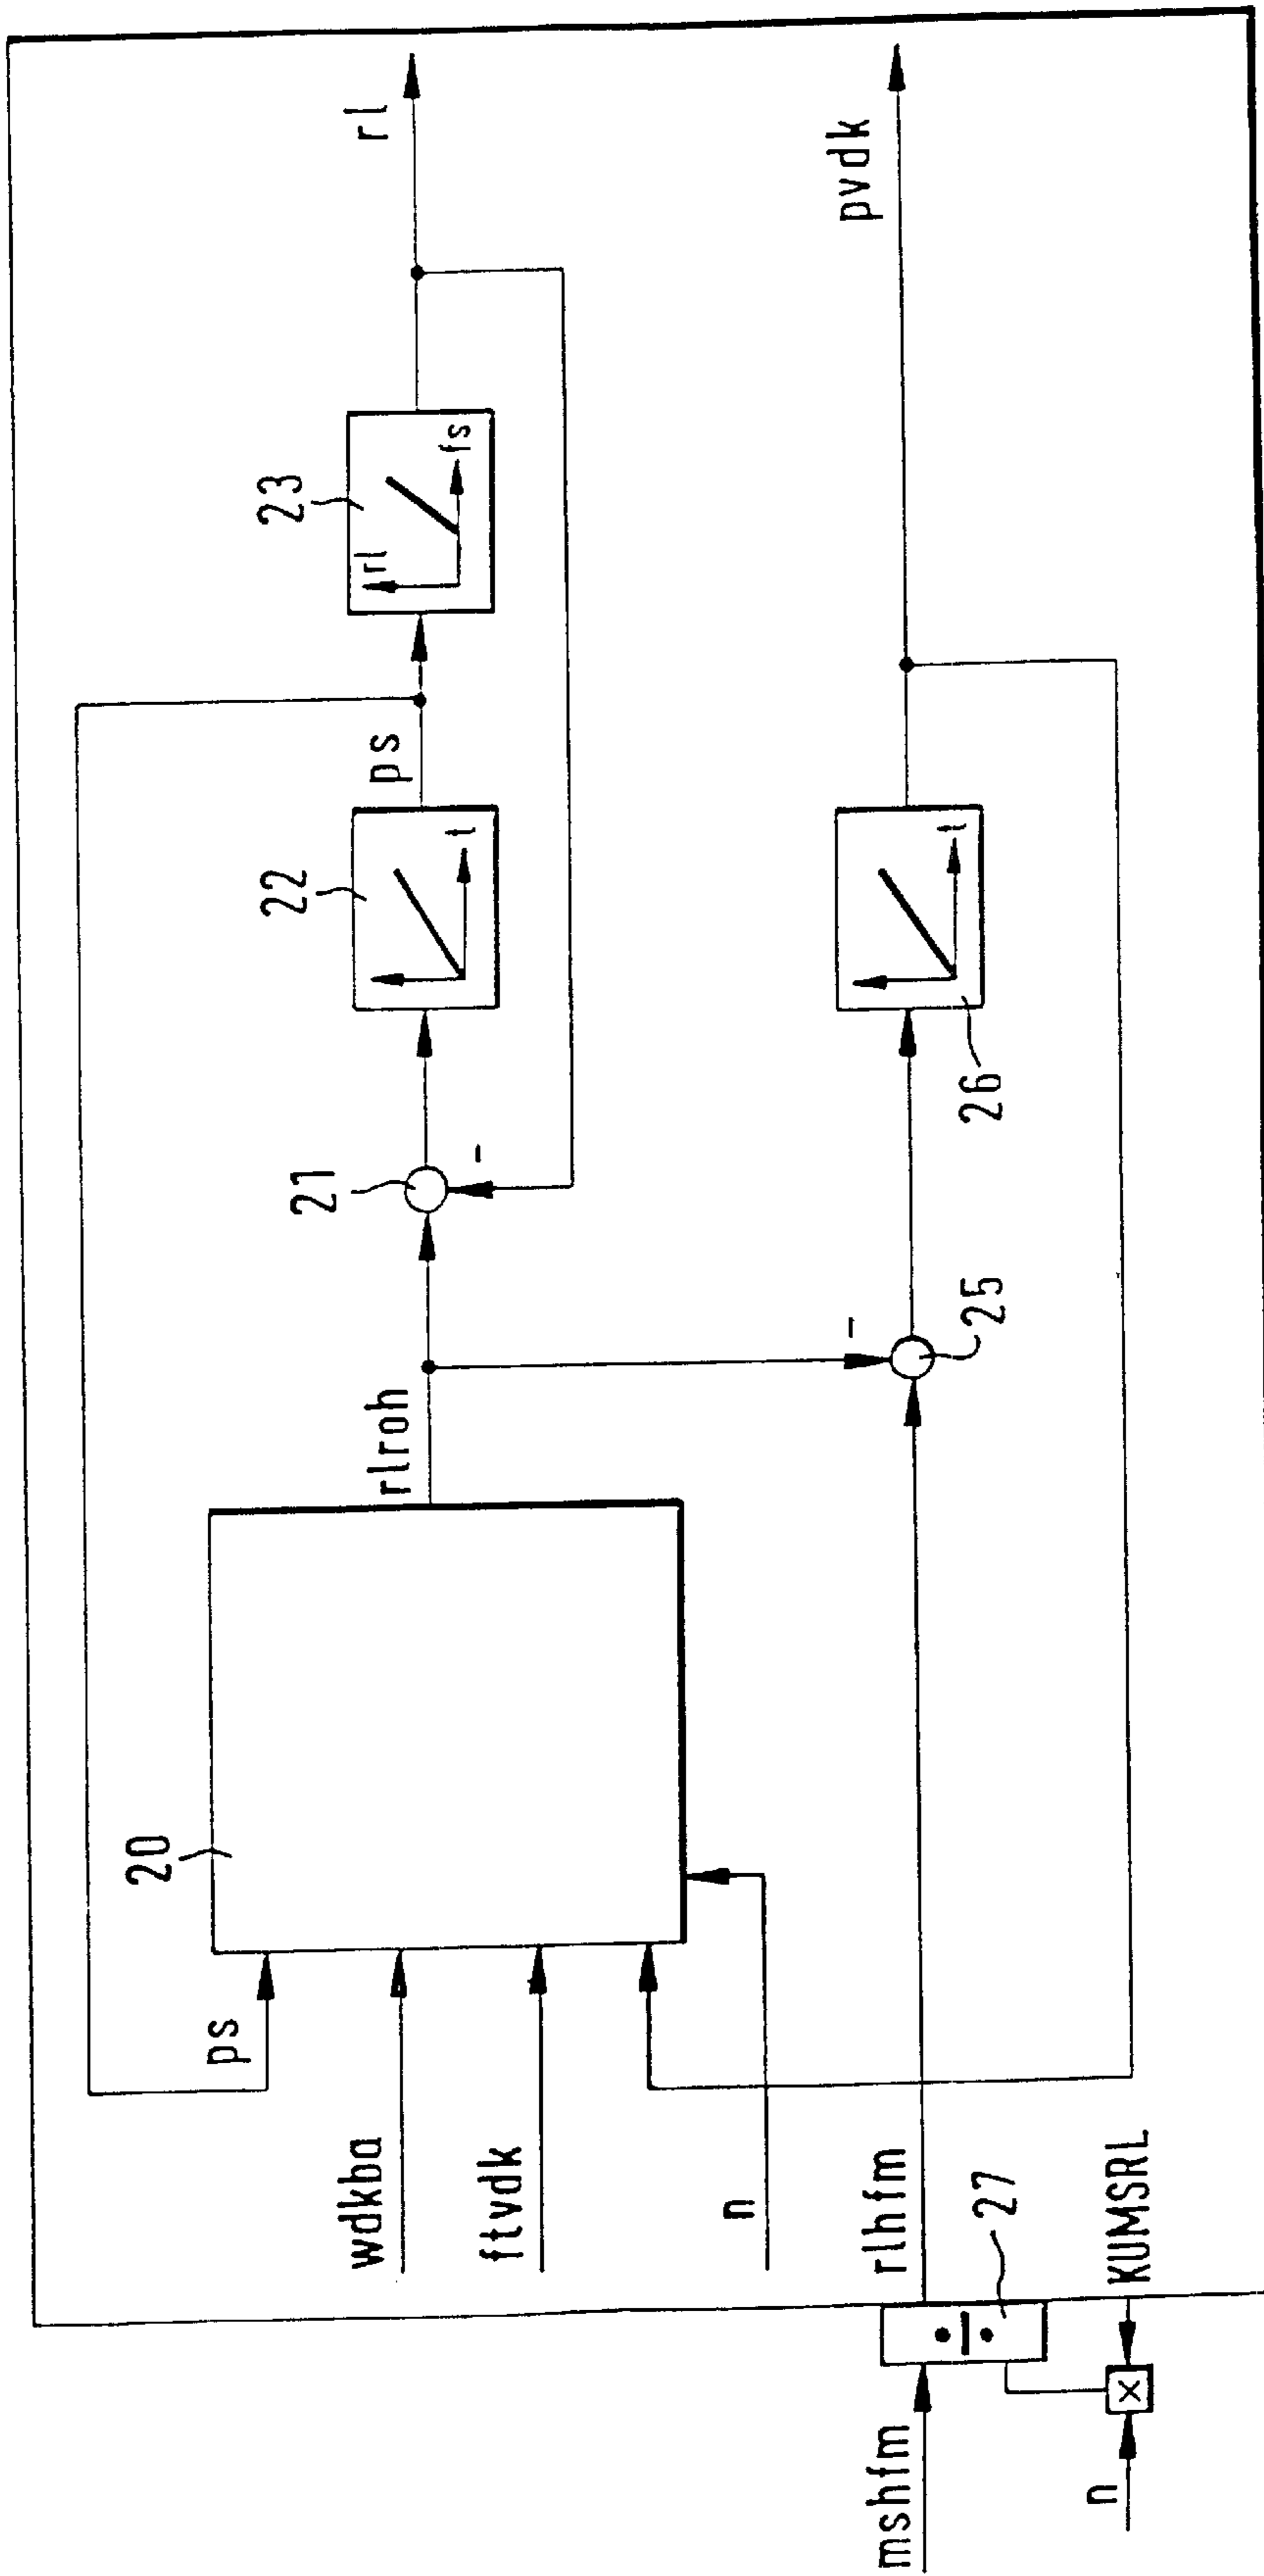 20
ps
21
22
23
wdkba
rlroh
ps
rl
rl
fs
t
-
ftvdk
n
-
pvdk
mshfm
rlhfm
÷
t
27
25
26
n
x
KUMSRL